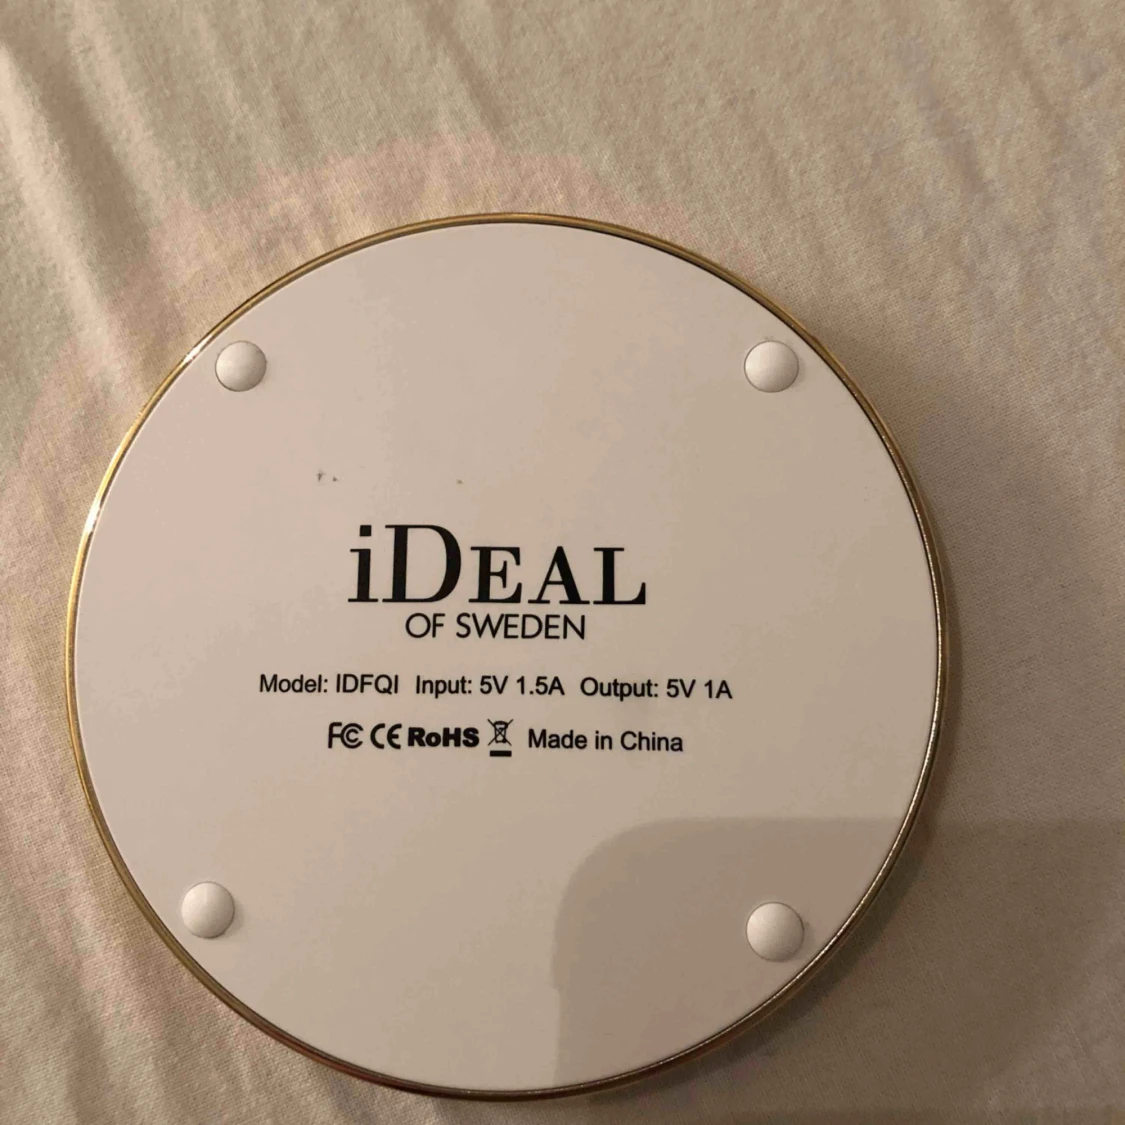 iDEAL
OF SWEDEN
Model: IDFQI Input: 5V 1.5A Output: 5V 1A
FC CE RoHS Made in China